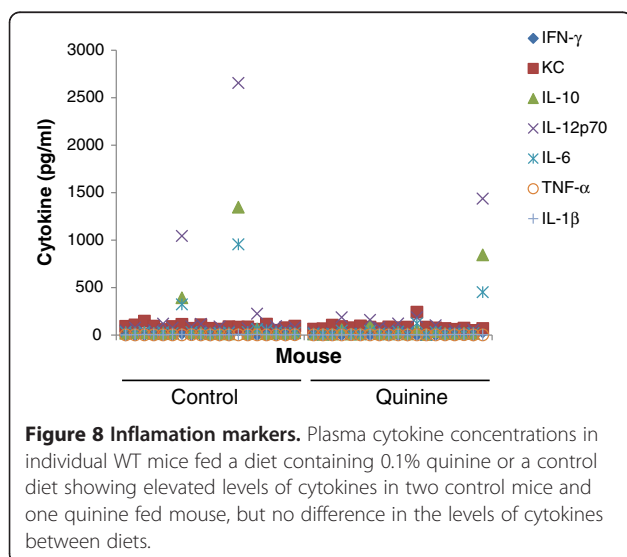 3000
2500
2000
1500
1000
500
0
Cytokine (pg/ml)
IFN-γ
KC
IL-10
IL-12p70
IL-6
TNF-α
IL-1β
Mouse
Control Quinine
Figure 8 Inflamation markers. Plasma cytokine concentrations in
individual WT mice fed a diet containing 0.1% quinine or a control
diet showing elevated levels of cytokines in two control mice and
one quinine fed mouse, but no difference in the levels of cytokines
between diets.